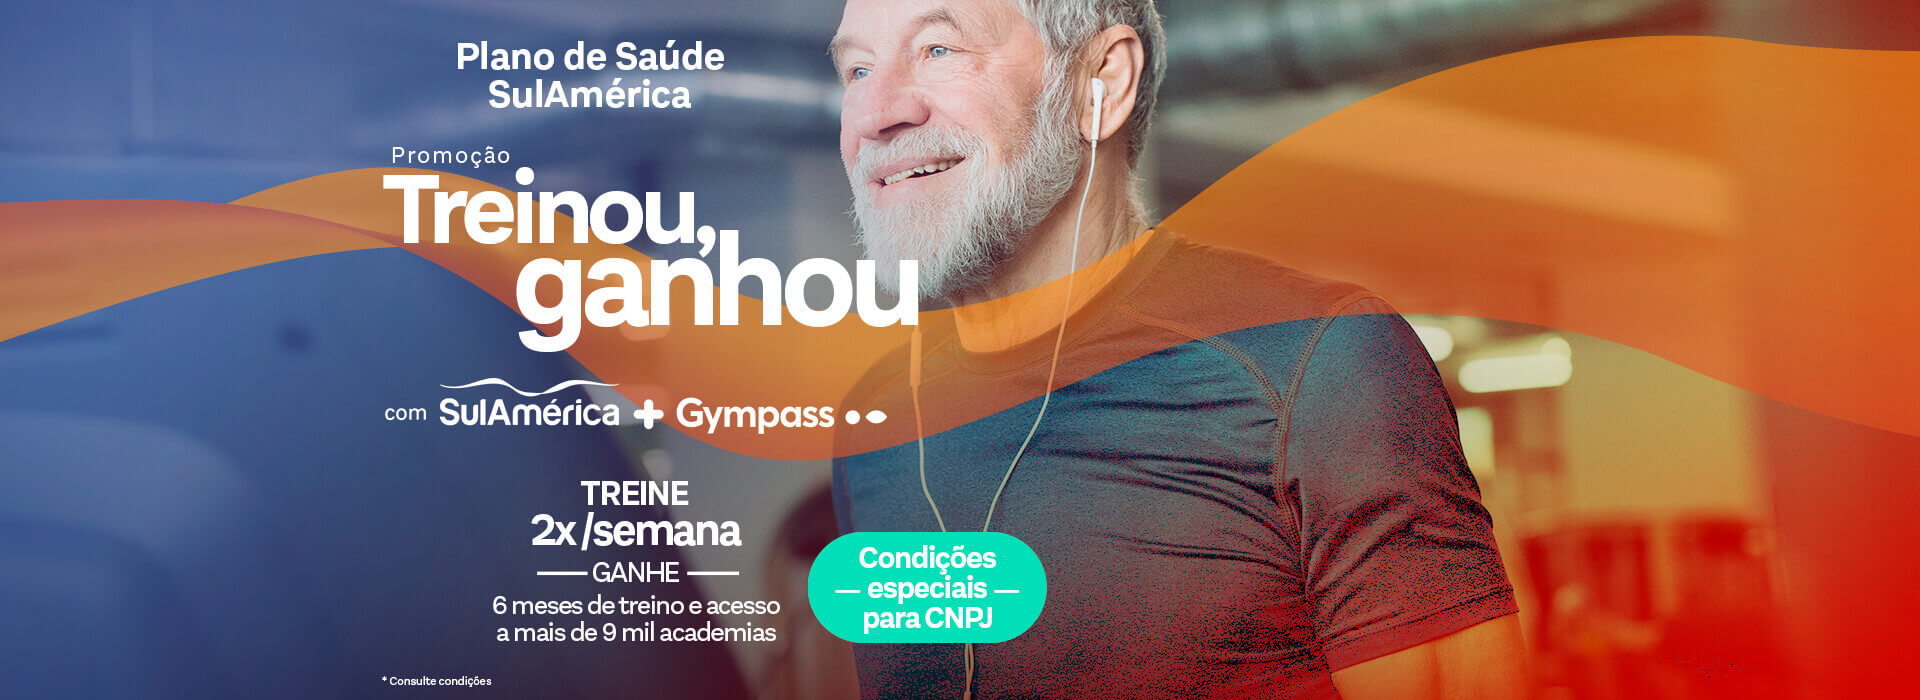 Plano de Saúde
SulAmérica
Promoção
Treinou,
ganhou
com SulAmérica + Gympass
TREINE
2x/semana
GANHE
6 meses de treino e acesso
a mais de 9 mil academias
Condições
— especiais —
para CNPJ
* Consulte condições